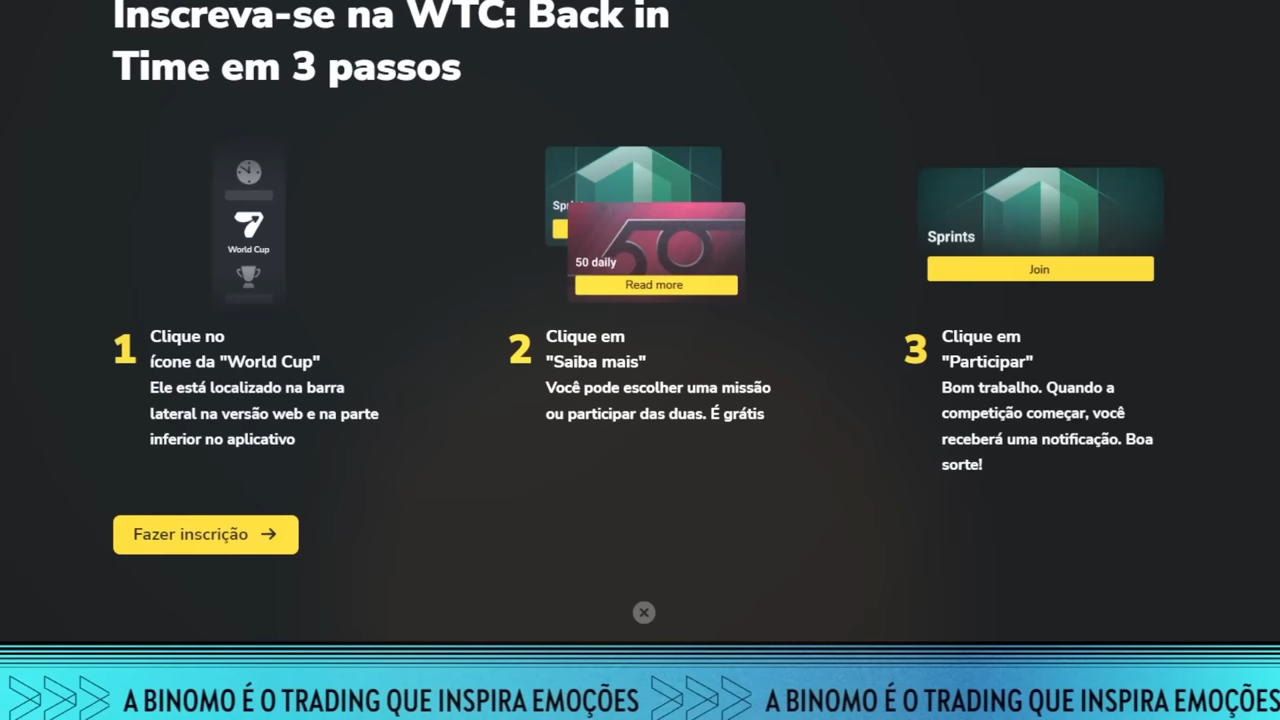 Inscreva-se na WTC: Back in
Time em 3 passos
World Cup
Spri
50 daily
Read more
Sprints
Join
1
Clique no
ícone da "World Cup"
Ele está localizado na barra
lateral na versão web e na parte
inferior no aplicativo
2
Clique em
"Saiba mais"
Você pode escolher uma missão
ou participar das duas. É grátis
3
Clique em
"Participar"
Bom trabalho. Quando a
competição começar, você
receberá uma notificação. Boa
sorte!
Fazer inscrição
A BINOMO É O TRADING QUE INSPIRA EMOÇÕES
A BINOMO É O TRADING QUE INSPIRA EMOÇÕES